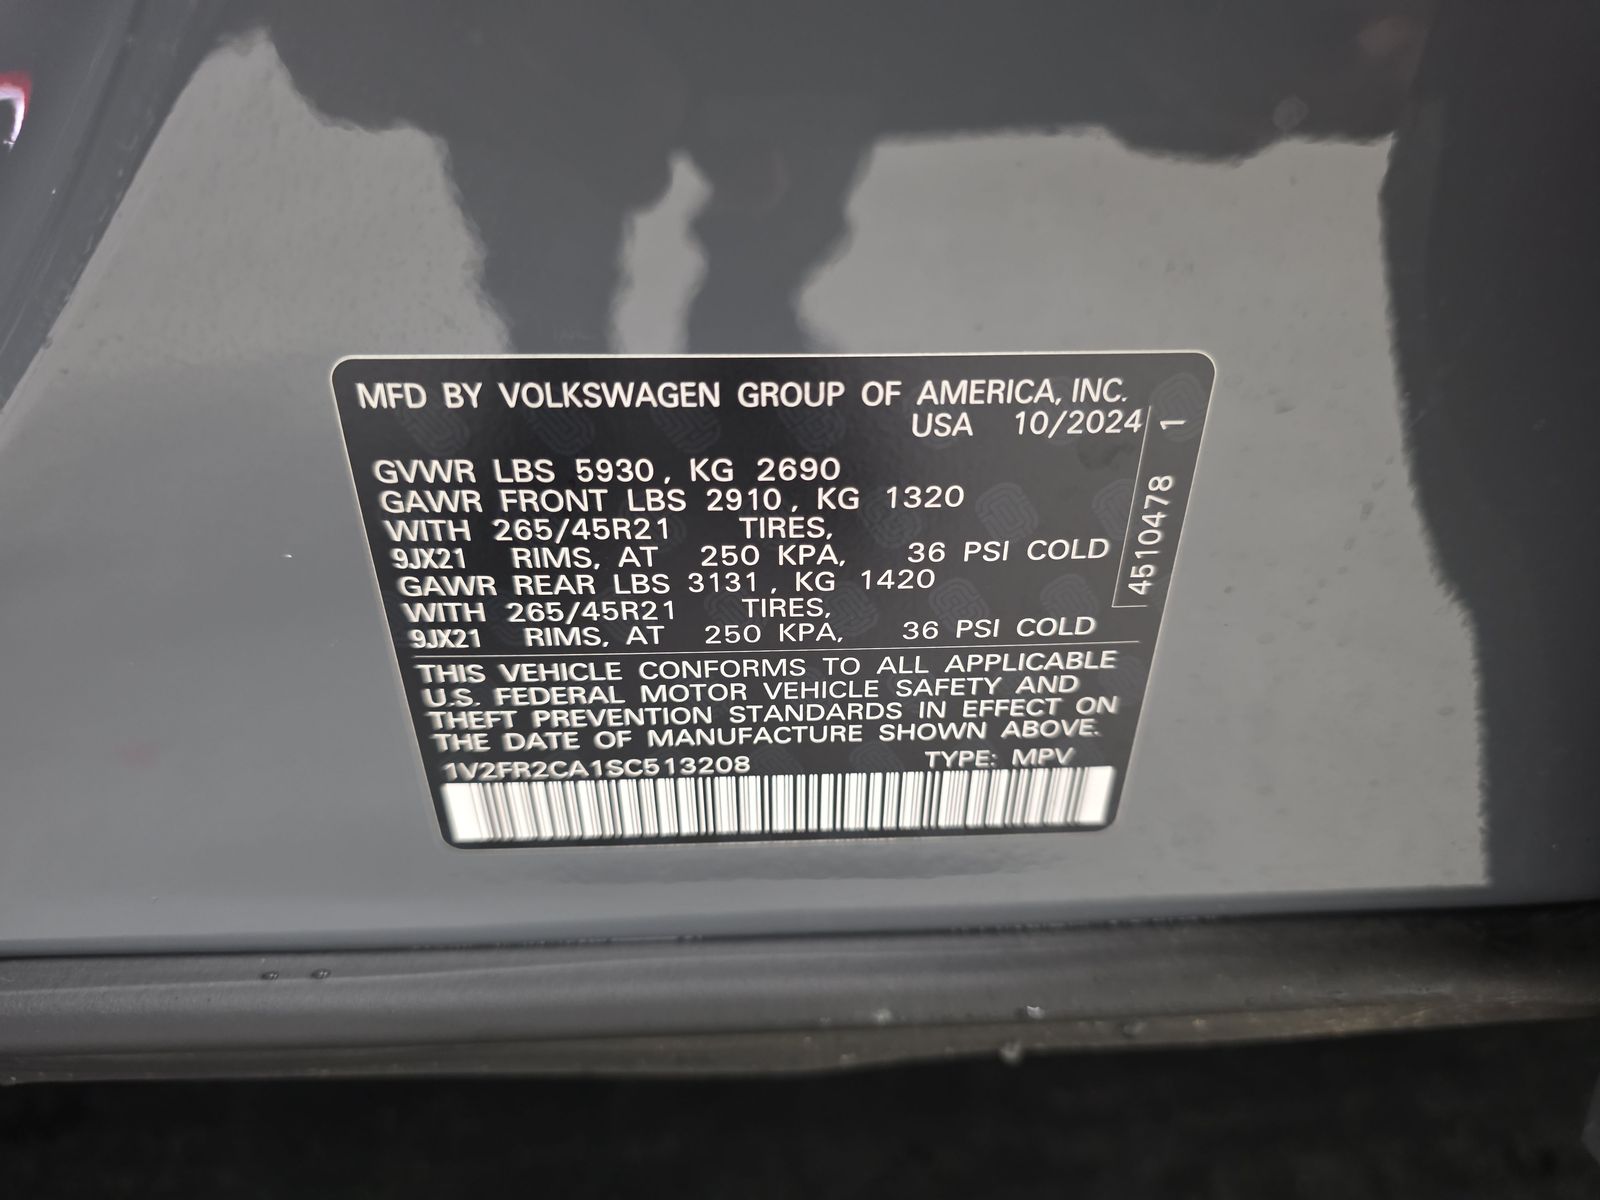 MFD BY VOLKSWAGEN GROUP OF AMERICA, INC.
USA 10/2024
GVWR LBS 5930, KG 2690
GAWR FRONT LBS 2910, KG 1320
WITH 265/45R21 TIRES,
9JX21 RIMS, AT 250 KPA, 36 PSI COLD
GAWR REAR LBS 3131, KG 1420
WITH 265/45R21 TIRES,
9JX21 RIMS, AT 250 KPA, 36 PSI COLD
4510478 1
THIS VEHICLE CONFORMS TO ALL APPLICABLE
U.S. FEDERAL MOTOR VEHICLE SAFETY AND
THEFT PREVENTION STANDARDS IN EFFECT ON
THE DATE OF MANUFACTURE SHOWN ABOVE.
1V2FR2CA1SC513208 TYPE: MPV